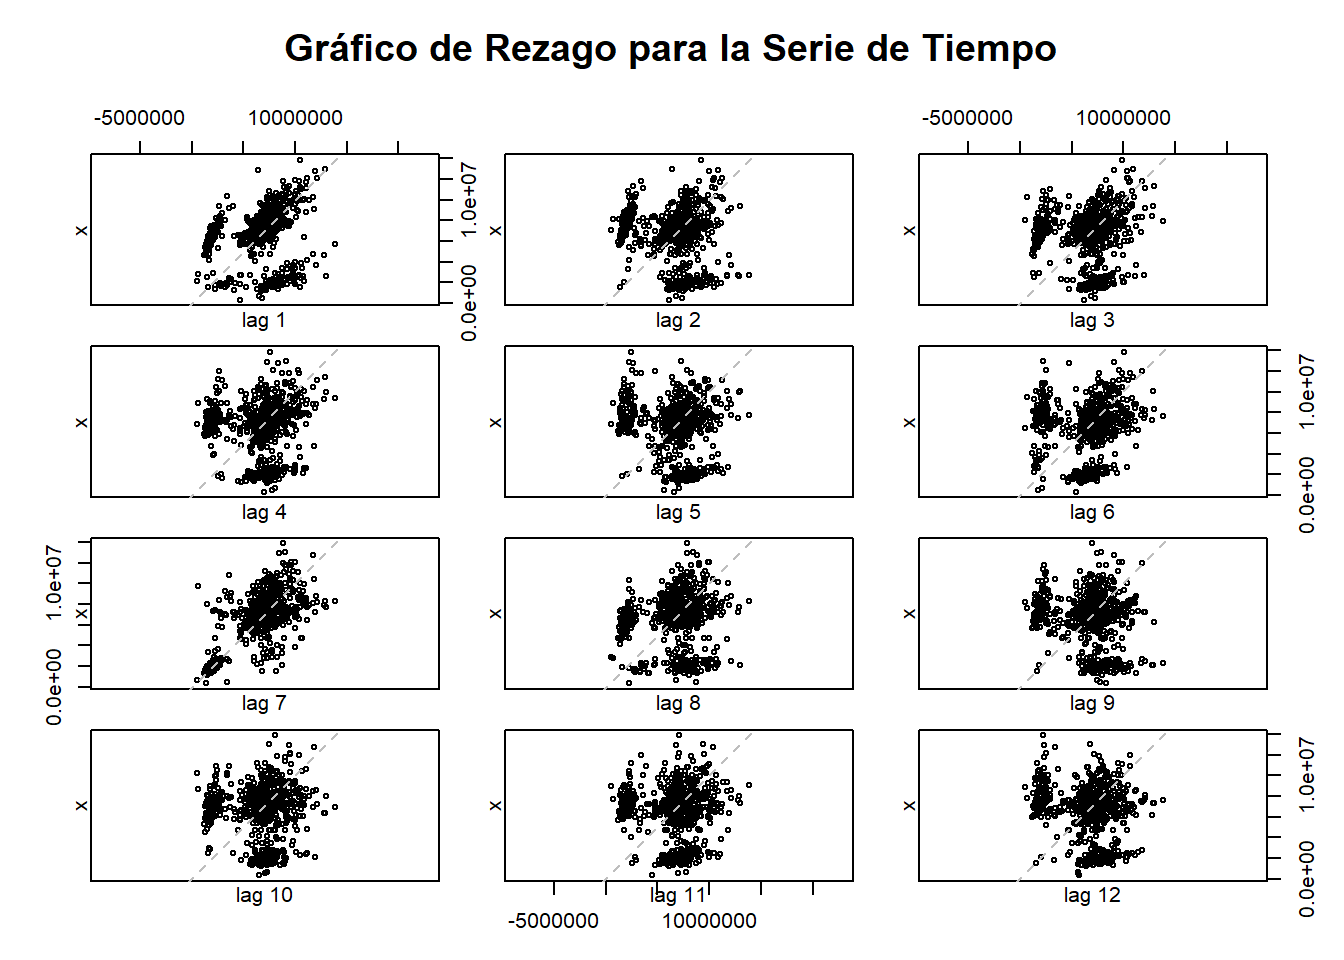 Gráfico de Rezago para la Serie de Tiempo
-5000000 10000000 -5000000 10000000
x 0.0e+00 1.0e+07 x x
lag 1 lag 2 lag 3
x x x 0.0e+00 1.0e+07
lag 4 lag 5 lag 6
0.0e+00 1.0e+07 x x x
lag 7 lag 8 lag 9
x x x 0.0e+00 1.0e+07
lag 10 lag 11 lag 12
-5000000 10000000